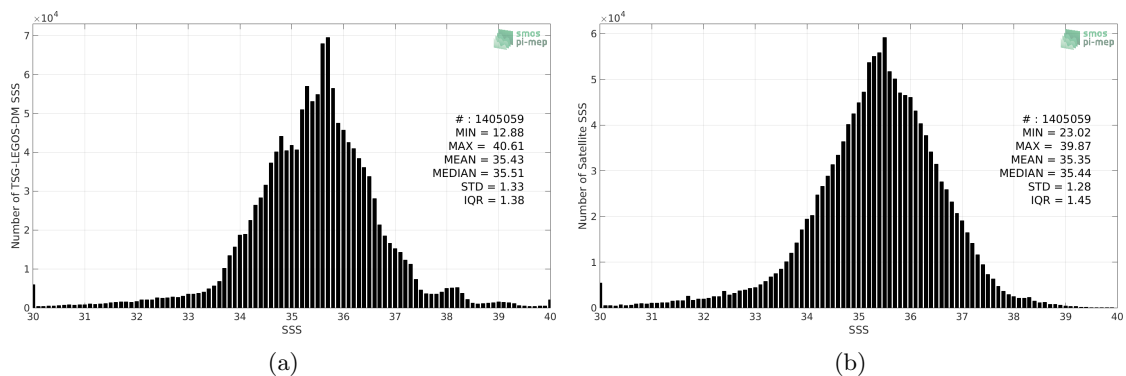 ×10⁴
7
6
5
4
3
2
1
0
Number of TSG-LEGOS-DM SSS
smos
pi-mep
# : 1405059
MIN = 12.88
MAX = 40.61
MEAN = 35.43
MEDIAN = 35.51
STD = 1.33
IQR = 1.38
30 31 32 33 34 35 36 37 38 39 40
SSS
(a)
×10⁴
6
5
4
3
2
1
0
Number of Satellite SSS
smos
pi-mep
# : 1405059
MIN = 23.02
MAX = 39.87
MEAN = 35.35
MEDIAN = 35.44
STD = 1.28
IQR = 1.45
30 31 32 33 34 35 36 37 38 39 40
SSS
(b)